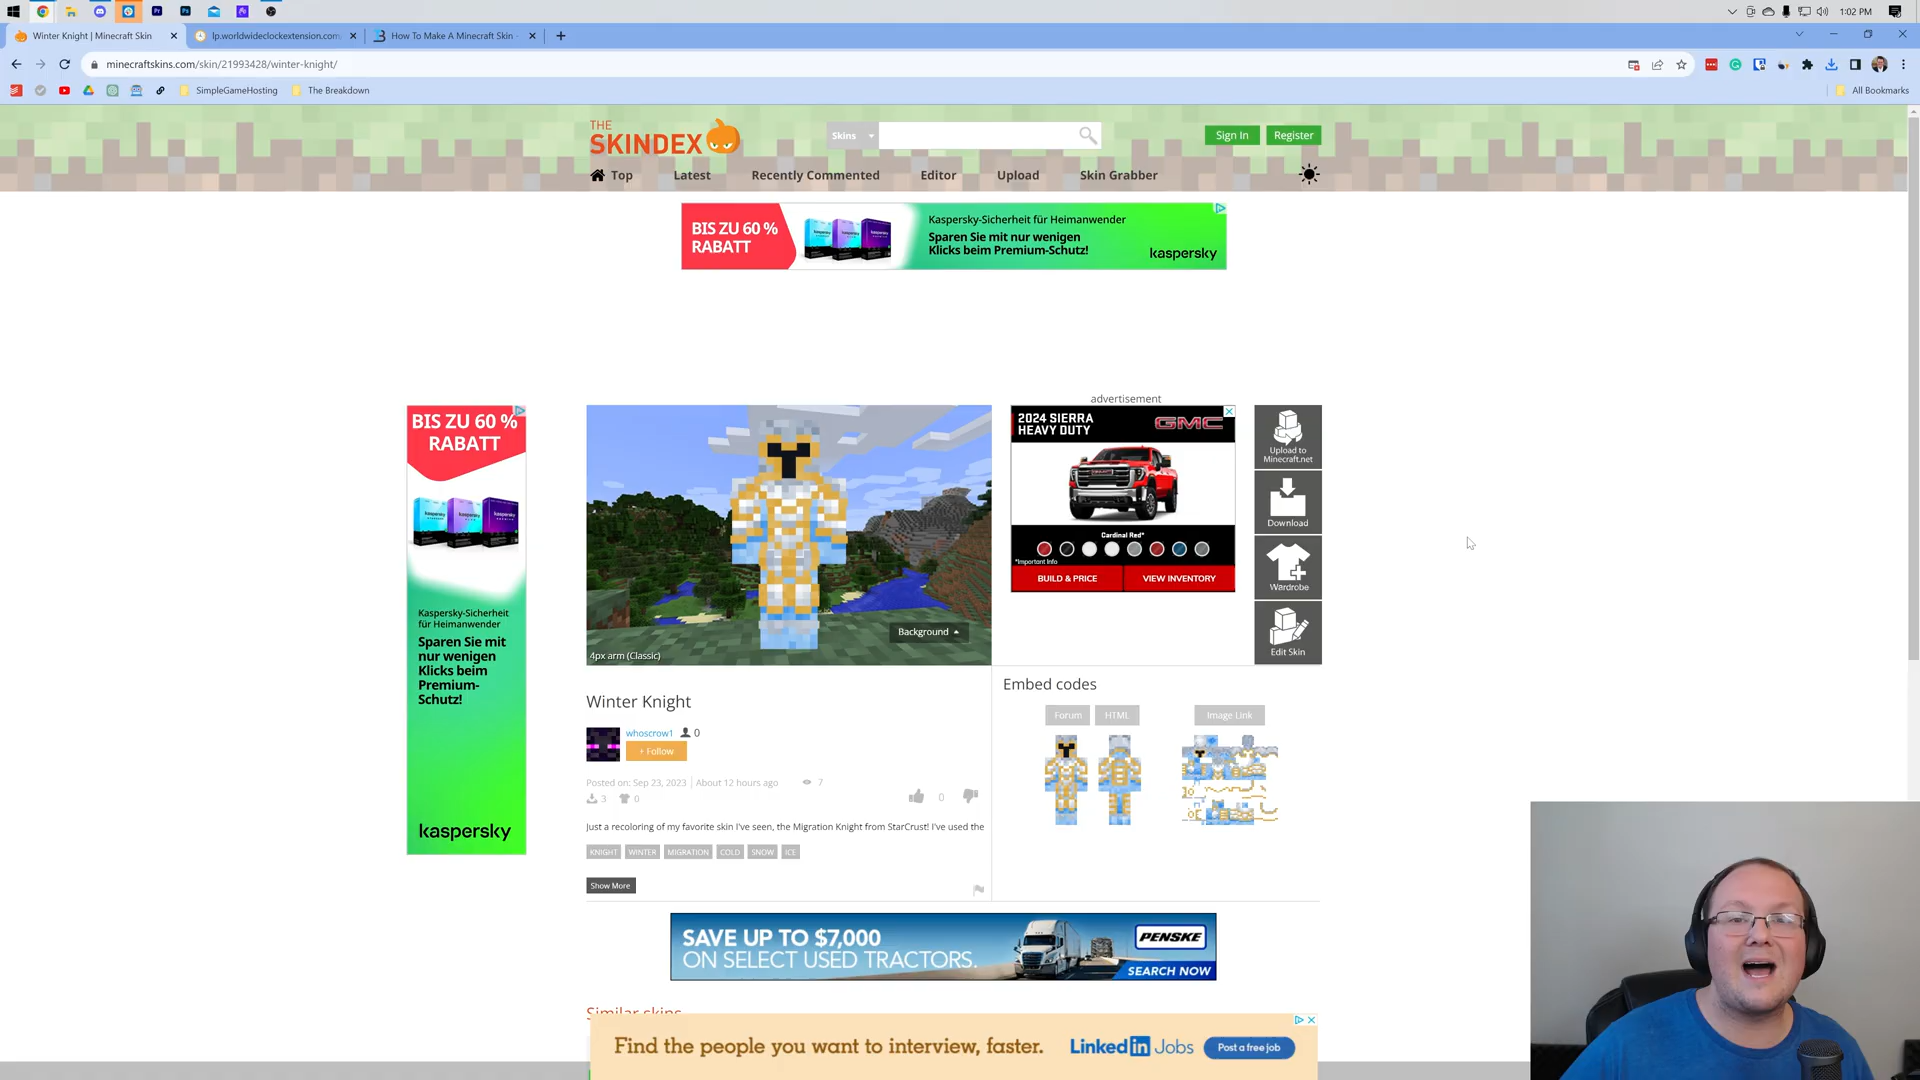 1:02 PM
Winter Knight | Minecraft Skin
lp.worldwideclockextension.com
How To Make A Minecraft Skin
minecraftskins.com/skin/21993428/winter-knight/
SimpleGameHosting
The Breakdown
All Bookmarks
THE
SKINDEX
Skins
Sign In
Register
Top
Latest
Recently Commented
Editor
Upload
Skin Grabber
BIS ZU 60 %
RABATT
Kaspersky-Sicherheit für Heimanwender
Sparen Sie mit nur wenigen
Klicks beim Premium-Schutz!
kaspersky
BIS ZU 60 %
RABATT
kaspersky
Kaspersky-Sicherheit
für Heimanwender
Sparen Sie mit
nur wenigen
Klicks beim
Premium-
Schutz!
kaspersky
Background
4px arm (Classic)
advertisement
2024 SIERRA
HEAVY DUTY
GMC
Cardinal Red*
*Important Info
BUILD & PRICE
VIEW INVENTORY
Upload to
Minecraft.net
Download
Wardrobe
Edit Skin
Winter Knight
whoscrow1
0
+ Follow
Posted on: Sep 23, 2023
About 12 hours ago
7
3
0
0
Just a recoloring of my favorite skin I've seen, the Migration Knight from StarCrust! I've used the
KNIGHT
WINTER
MIGRATION
COLD
SNOW
ICE
Show More
Embed codes
Forum
HTML
Image Link
SAVE UP TO $7,000
ON SELECT USED TRACTORS.
PENSKE
SEARCH NOW
Similar skins
Find the people you want to interview, faster.
Linked in Jobs
Post a free job